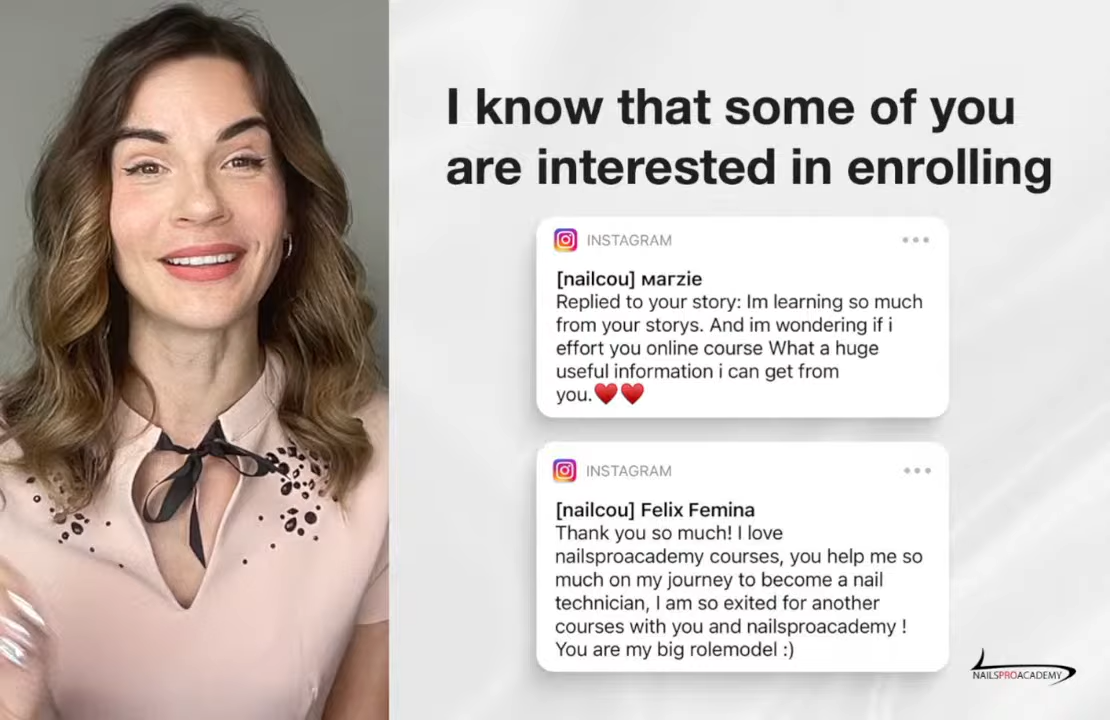 I know that some of you
are interested in enrolling
INSTAGRAM
[nailcou] маrzie
Replied to your story: Im learning so much
from your storys. And im wondering if i
effort you online course What a huge
useful information i can get from
you.❤️❤️
INSTAGRAM
[nailcou] Felix Femina
Thank you so much! I love
nailsproacademy courses, you help me so
much on my journey to become a nail
technician, I am so exited for another
courses with you and nailsproacademy !
You are my big rolemodel :)
NAILSPROACADEMY